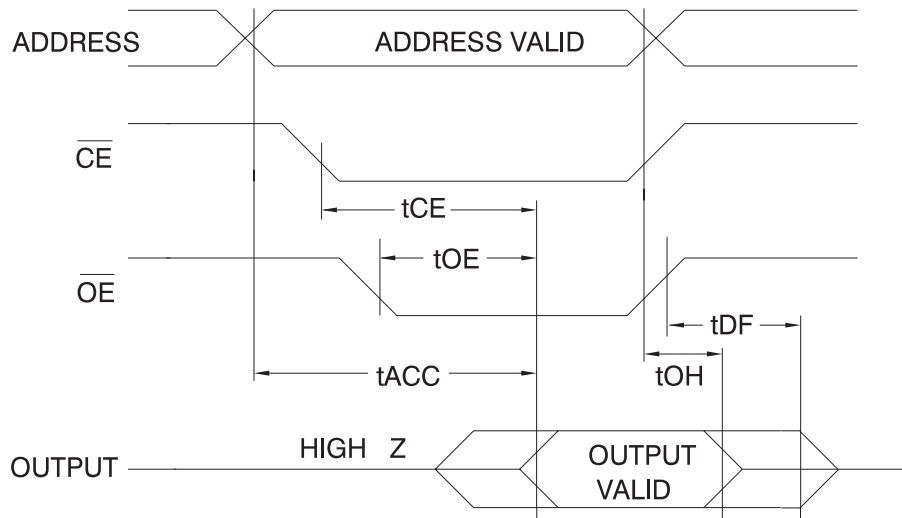 ADDRESS
ADDRESS VALID
CE
tCE
tOE
OE
tDF
tACC
tOH
HIGH Z
OUTPUT
OUTPUT
VALID